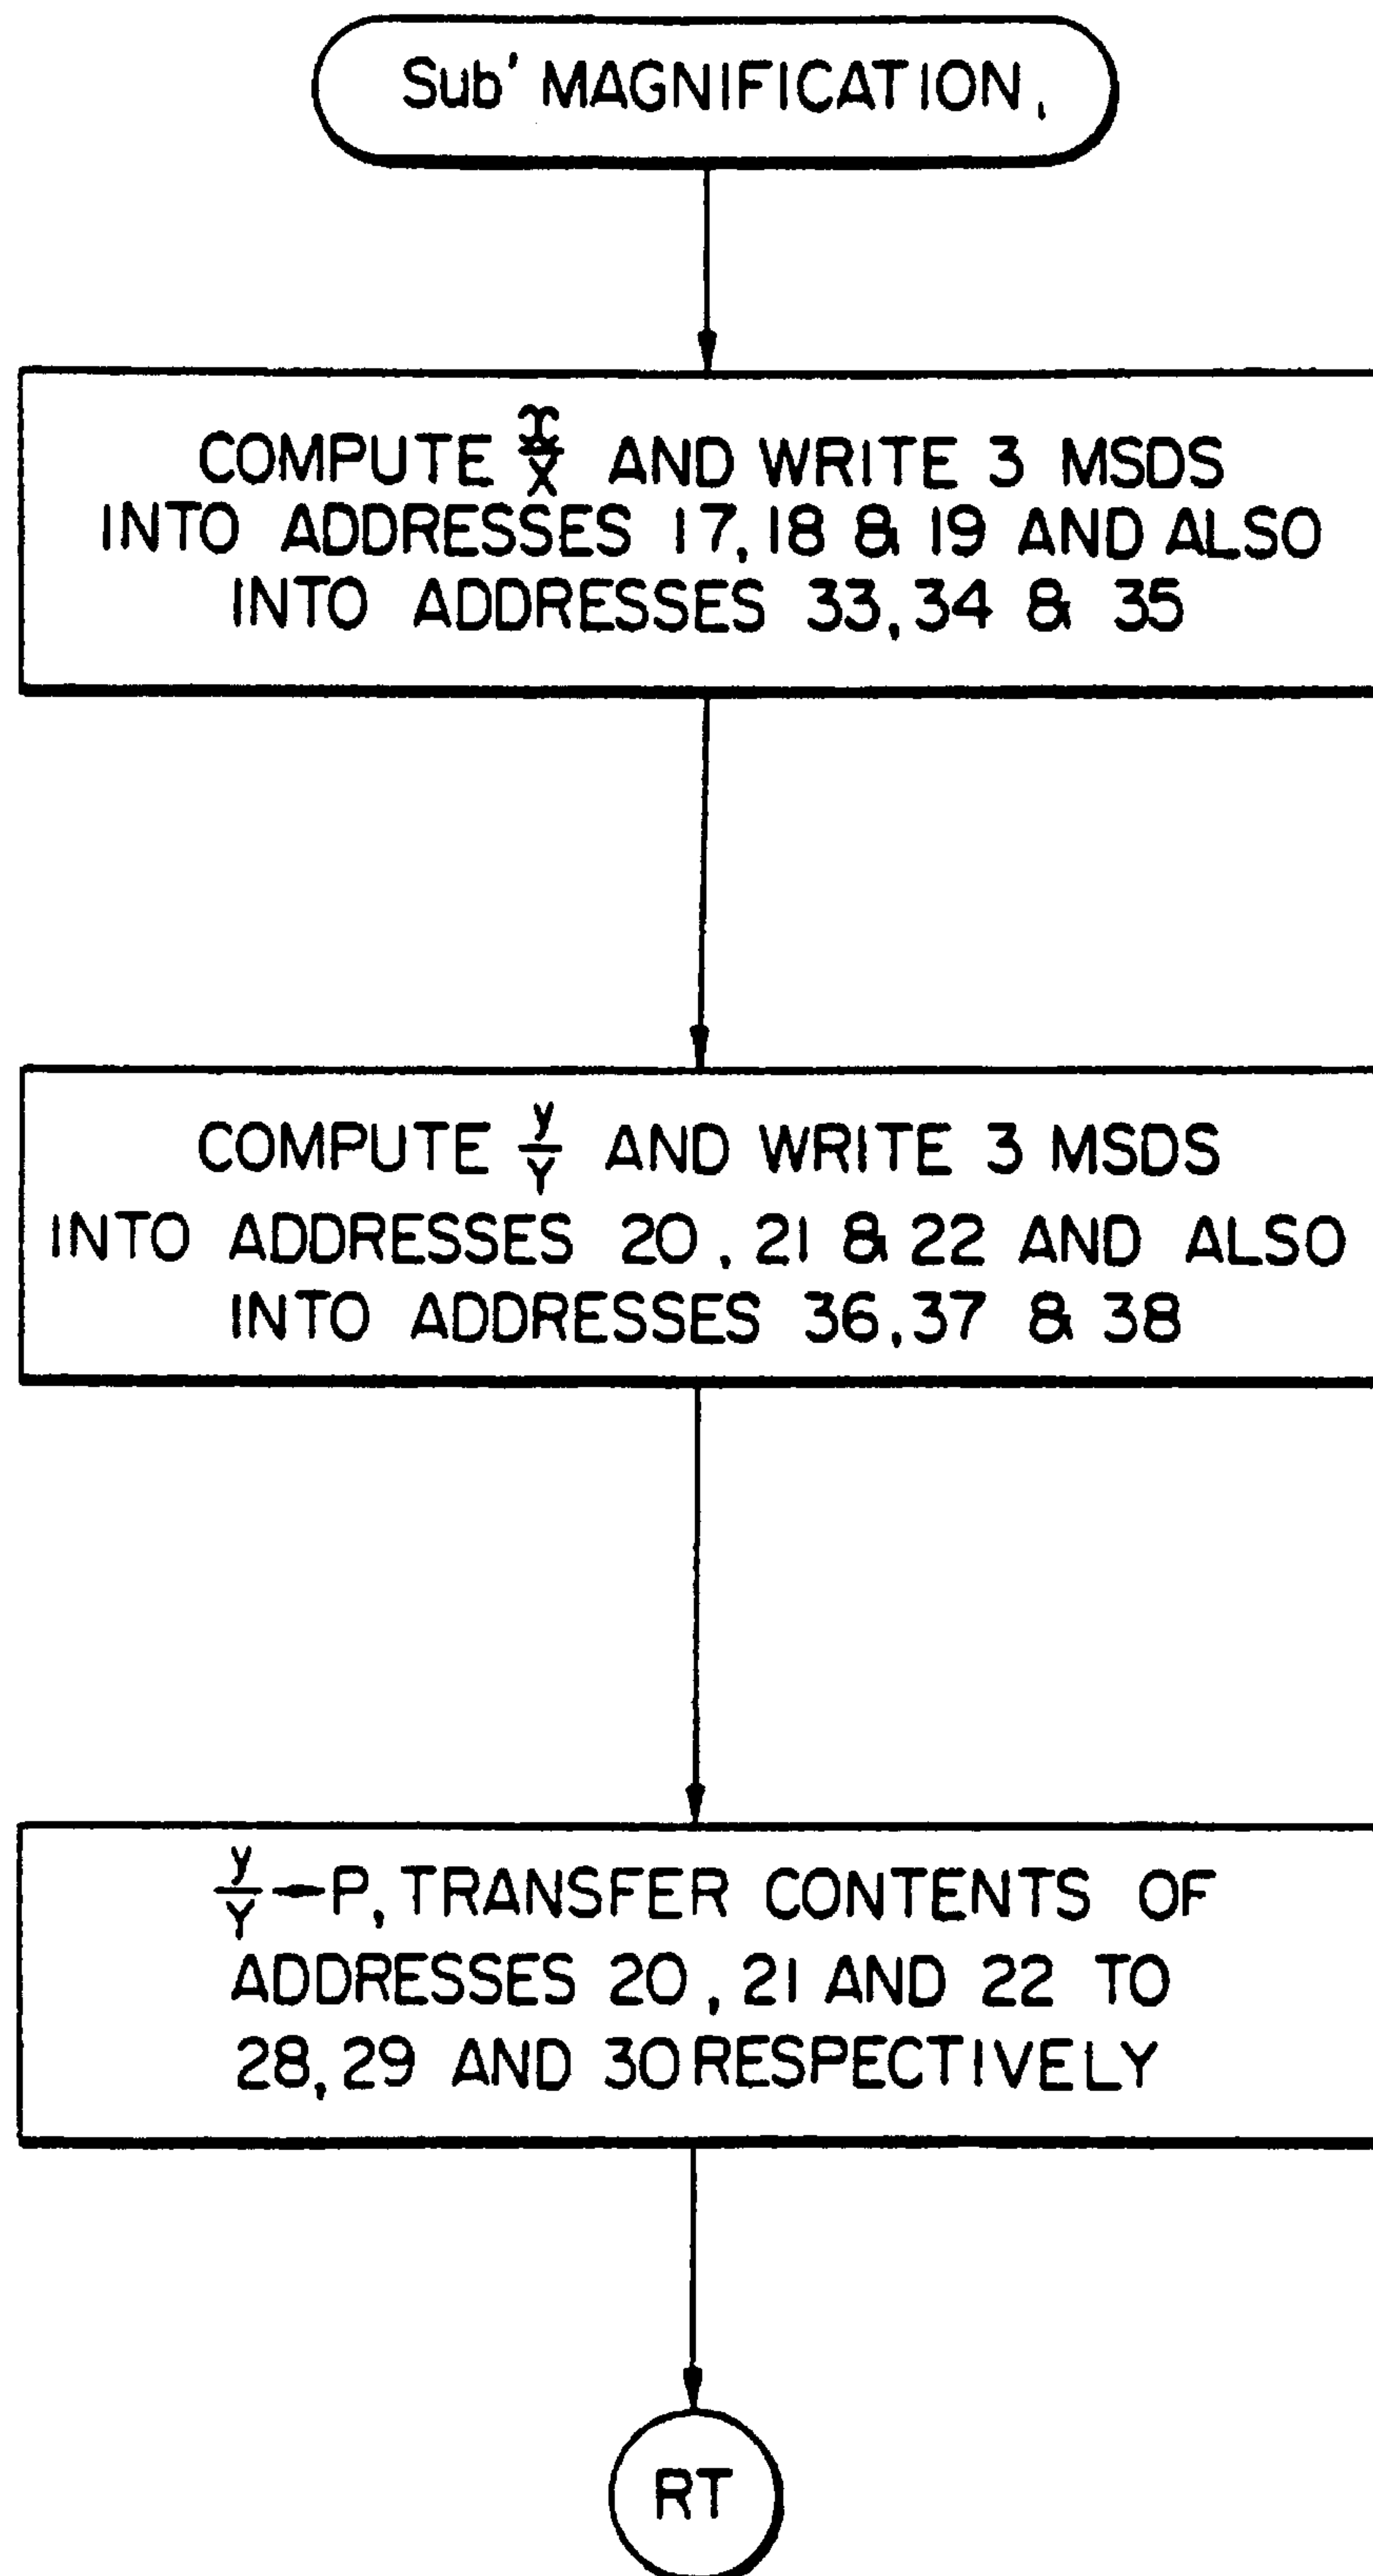 Sub' MAGNIFICATION,
COMPUTE x/X AND WRITE 3 MSDS
INTO ADDRESSES 17, 18 & 19 AND ALSO
INTO ADDRESSES 33, 34 & 35
COMPUTE y/Y AND WRITE 3 MSDS
INTO ADDRESSES 20, 21 & 22 AND ALSO
INTO ADDRESSES 36, 37 & 38
y/Y – P, TRANSFER CONTENTS OF
ADDRESSES 20, 21 AND 22 TO
28, 29 AND 30 RESPECTIVELY
RT